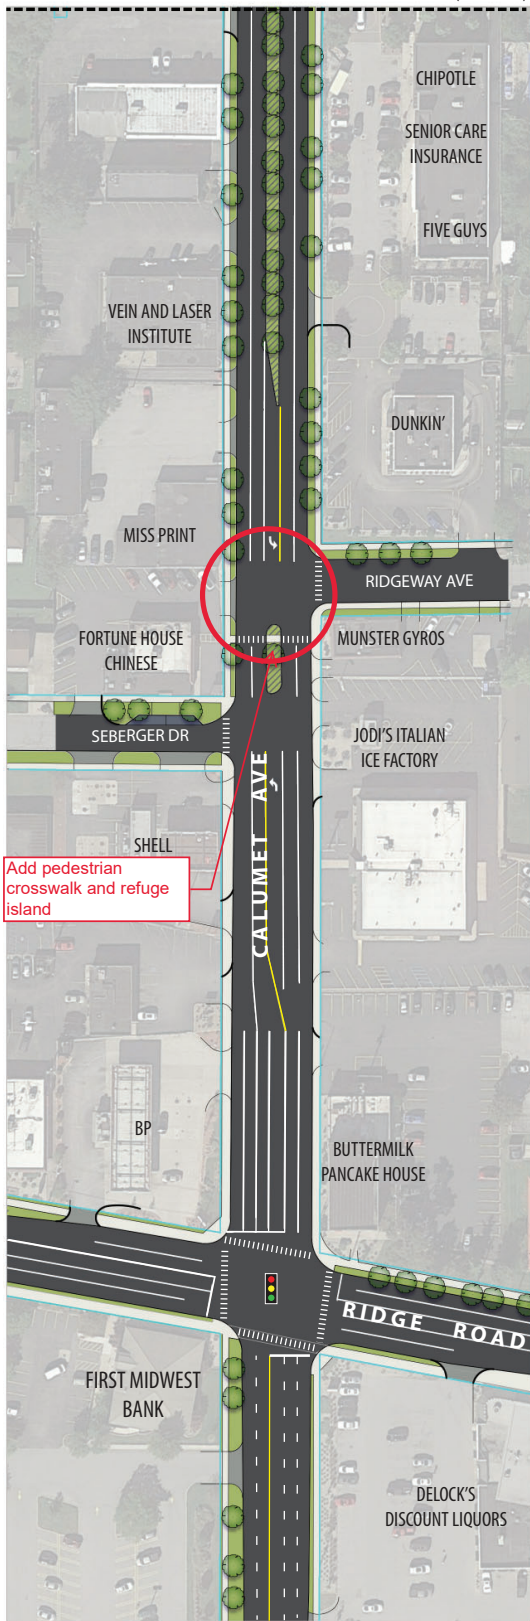 CHIPOTLE
SENIOR CARE
INSURANCE
FIVE GUYS
VEIN AND LASER
INSTITUTE
DUNKIN'
MISS PRINT
RIDGEWAY AVE
FORTUNE HOUSE
CHINESE
MUNSTER GYROS
SEBERGER DR
JODI'S ITALIAN
ICE FACTORY
CALUMET AVE
SHELL
Add pedestrian
crosswalk and refuge
island
BP
BUTTERMILK
PANCAKE HOUSE
RIDGE ROAD
FIRST MIDWEST
BANK
DELOCK'S
DISCOUNT LIQUORS